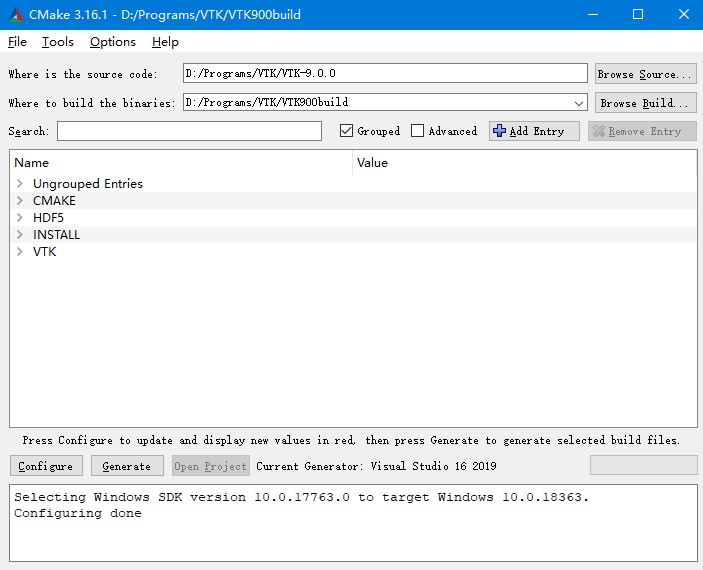 CMake 3.16.1 - D:/Programs/VTK/VTK900build
File Tools Options Help
Where is the source code: D:/Programs/VTK/VTK-9.0.0 Browse Source...
Where to build the binaries: D:/Programs/VTK/VTK900build Browse Build...
Search: Grouped Advanced Add Entry Remove Entry
Name Value
Ungrouped Entries
CMAKE
HDF5
INSTALL
VTK
Press Configure to update and display new values in red, then press Generate to generate selected build files.
Configure Generate Open Project Current Generator: Visual Studio 16 2019
Selecting Windows SDK version 10.0.17763.0 to target Windows 10.0.18363.
Configuring done